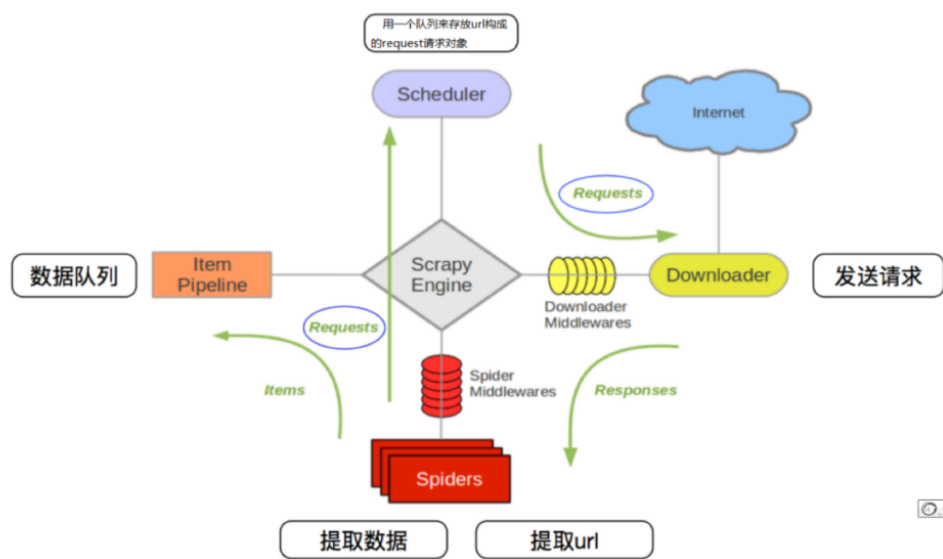 用一个队列来存放url构成
的request请求对象
Scheduler
Internet
Requests
数据队列
Item
Pipeline
Scrapy
Engine
Downloader
发送请求
Downloader
Middlewares
Requests
Items
Spider
Middlewares
Responses
Spiders
提取数据
提取url